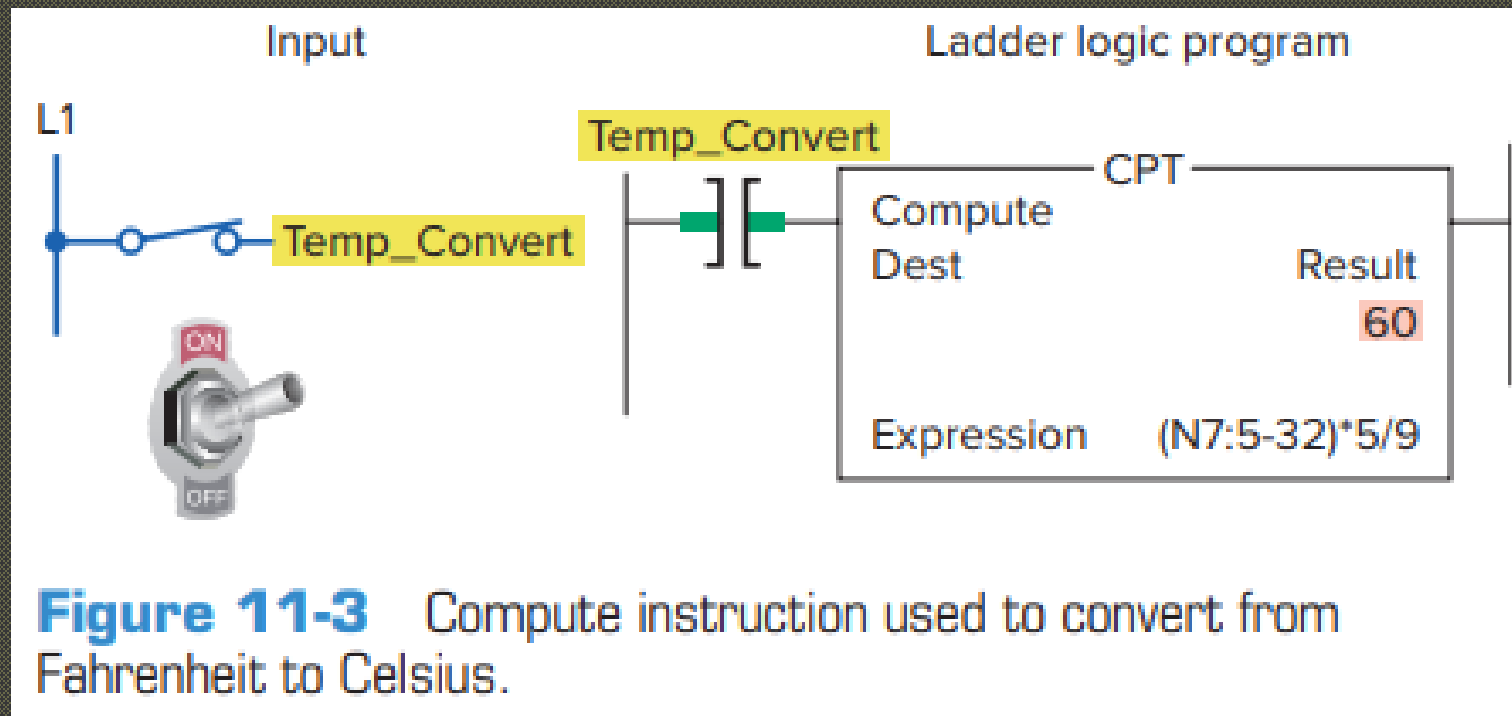 Input
Ladder logic program
L1
Temp_Convert
Temp_Convert
CPT
Compute
Dest Result
60
Expression (N7:5-32)*5/9
ON
OFF
Figure 11-3 Compute instruction used to convert from
Fahrenheit to Celsius.